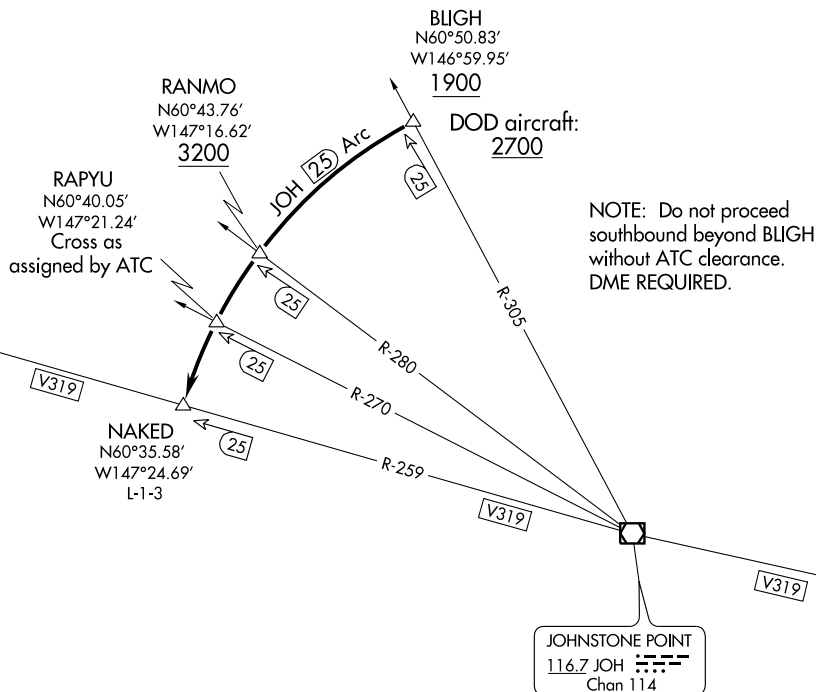 BLIGH
N60°50.83'
W146°59.95'
1900
DOD aircraft:
2700
RANMO
N60°43.76'
W147°16.62'
3200
JOH 25 Arc
25
RAPYU
N60°40.05'
W147°21.24'
Cross as
assigned by ATC
NOTE: Do not proceed
southbound beyond BLIGH
without ATC clearance.
DME REQUIRED.
R-305
25
R-280
25
R-270
V319
NAKED
N60°35.58'
W147°24.69'
L-1-3
25
R-259
V319
V319
JOHNSTONE POINT
116.7 JOH
Chan 114